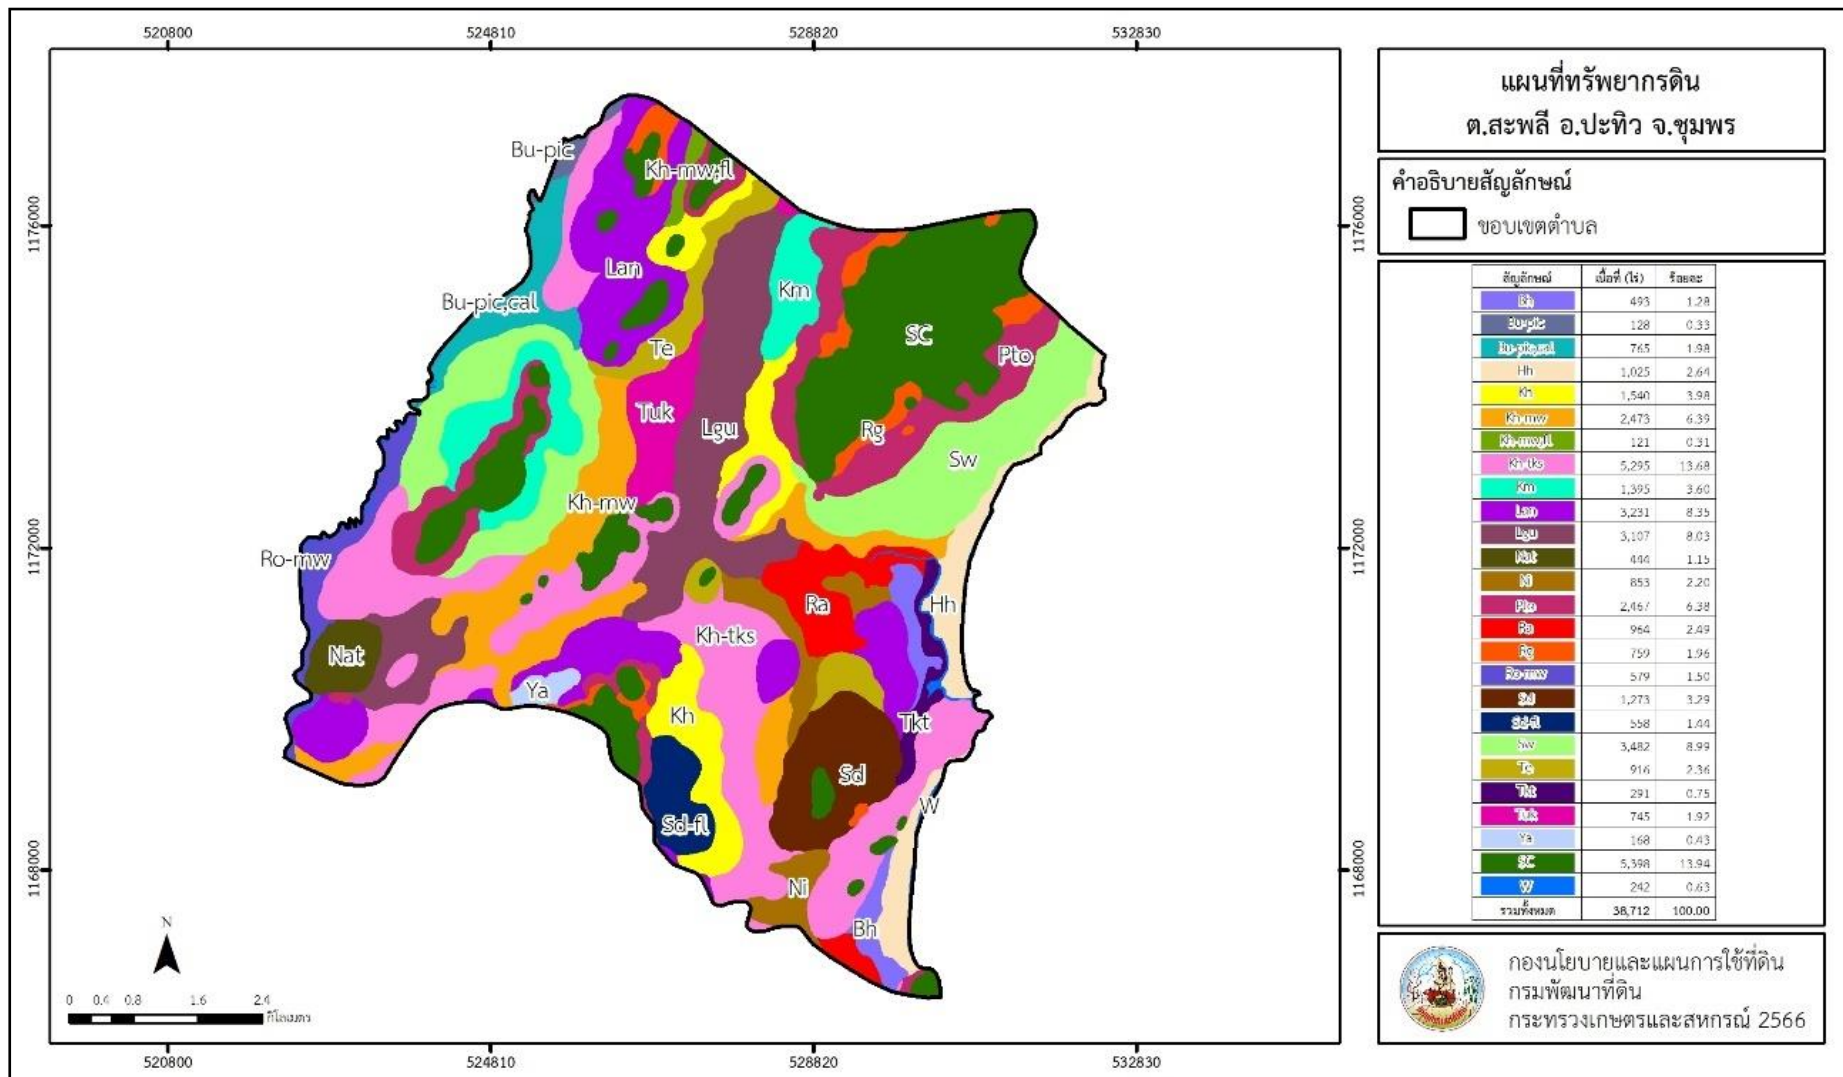 520800 524810 528820 532830
แผนที่ทรัพยากรดิน
ต.สะพลี อ.ปะทิว จ.ชุมพร
คำอธิบายสัญลักษณ์
ขอบเขตตำบล
1176000
1172000
1168000
1176000
1172000
1168000
Bu-pic
Kh-mw,fl
Lan
Km
Bu-pic,cal
SC
Te
Pto
Tuk
Lgu
Rg
Sw
Kh-mw
Ro-mw
Ra
Hh
Kh-tks
Nat
Ya
Kh
Tkt
Sd
W
Sd-fl
Ni
Bh
สัญลักษณ์ เนื้อที่ (ไร่) ร้อยละ
Bh 493 1.28
Bu-pic 128 0.33
Bu-pic,cal 765 1.98
Hh 1,025 2.64
Kh 1,540 3.98
Kh-mw 2,473 6.39
Kh-mw,fl 121 0.31
Kh-tks 5,295 13.68
Km 1,395 3.60
Lan 3,231 8.35
Lgu 3,107 8.03
Nat 444 1.15
Ni 853 2.20
Pto 2,467 6.38
Ra 964 2.49
Rg 759 1.96
Ro-mw 579 1.50
Sd 1,273 3.29
Sd-fl 558 1.44
Sw 3,482 8.99
Te 916 2.36
Tkt 291 0.75
Tuk 745 1.92
Ya 168 0.43
SC 5,398 13.94
W 242 0.63
รวมทั้งหมด 38,712 100.00
N
0 0.4 0.8 1.6 2.4
กิโลเมตร
520800 524810 528820 532830
กองนโยบายและแผนการใช้ที่ดิน
กรมพัฒนาที่ดิน
กระทรวงเกษตรและสหกรณ์ 2566